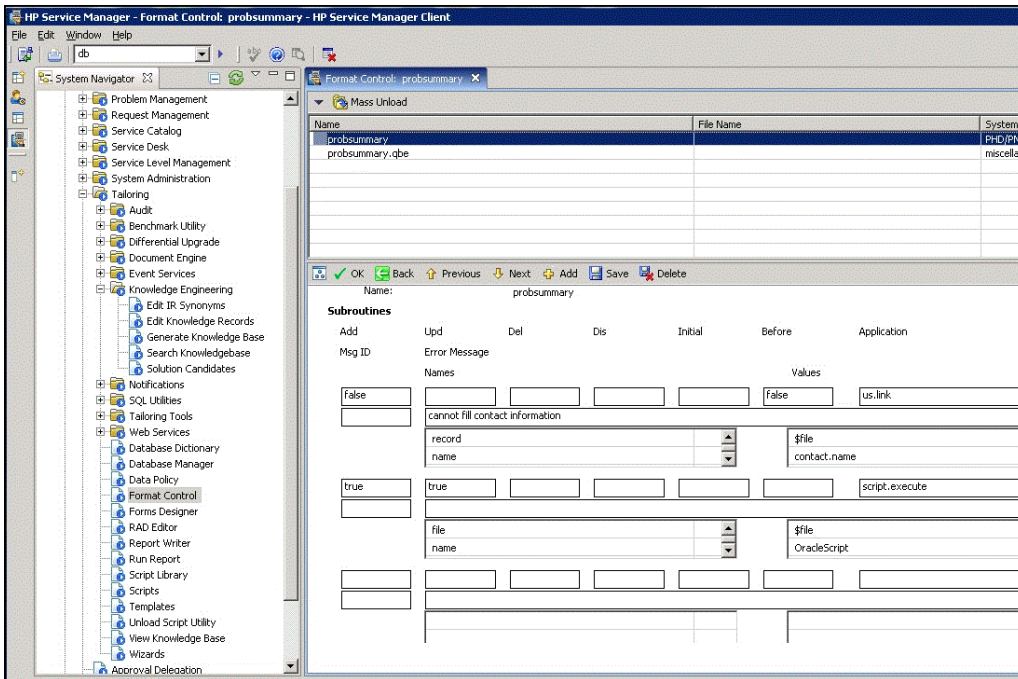 HP Service Manager - Format Control: probsummary - HP Service Manager Client
File Edit Window Help
db
System Navigator
Problem Management
Request Management
Service Catalog
Service Desk
Service Level Management
System Administration
Tailoring
Audit
Benchmark Utility
Differential Upgrade
Document Engine
Event Services
Knowledge Engineering
Edit IR Synonyms
Edit Knowledge Records
Generate Knowledge Base
Search Knowledgebase
Solution Candidates
Notifications
SQL Utilities
Tailoring Tools
Web Services
Database Dictionary
Database Manager
Data Policy
Format Control
Forms Designer
RAD Editor
Report Writer
Run Report
Script Library
Scripts
Templates
Unload Script Utility
View Knowledge Base
Wizards
Approval Delegation
Format Control: probsummary
Mass Unload
Name File Name System
probsummary PHD/PN
probsummary.qbe miscella
OK Back Previous Next Add Save Delete
Name: probsummary
Subroutines
Add Upd Del Dis Initial Before Application
Msg ID Error Message
Names Values
false false us.link
cannot fill contact information
record $file
name contact.name
true true script.execute
file $file
name OracleScript